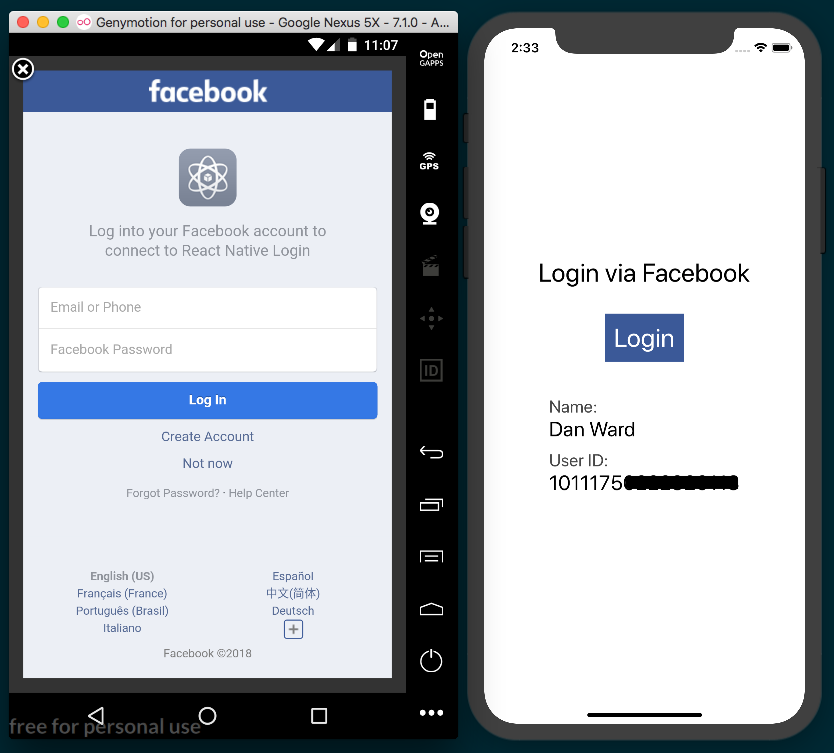 Genymotion for personal use - Google Nexus 5X - 7.1.0 - A...
11:07
Open
GAPPS
facebook
GPS
Log into your Facebook account to
connect to React Native Login
Email or Phone
Facebook Password
ID
Log In
Create Account
Not now
Forgot Password? · Help Center
English (US)
Español
Français (France)
中文(简体)
Português (Brasil)
Deutsch
Italiano
Facebook ©2018
free for personal use
2:33
Login via Facebook
Login
Name:
Dan Ward
User ID:
1011175